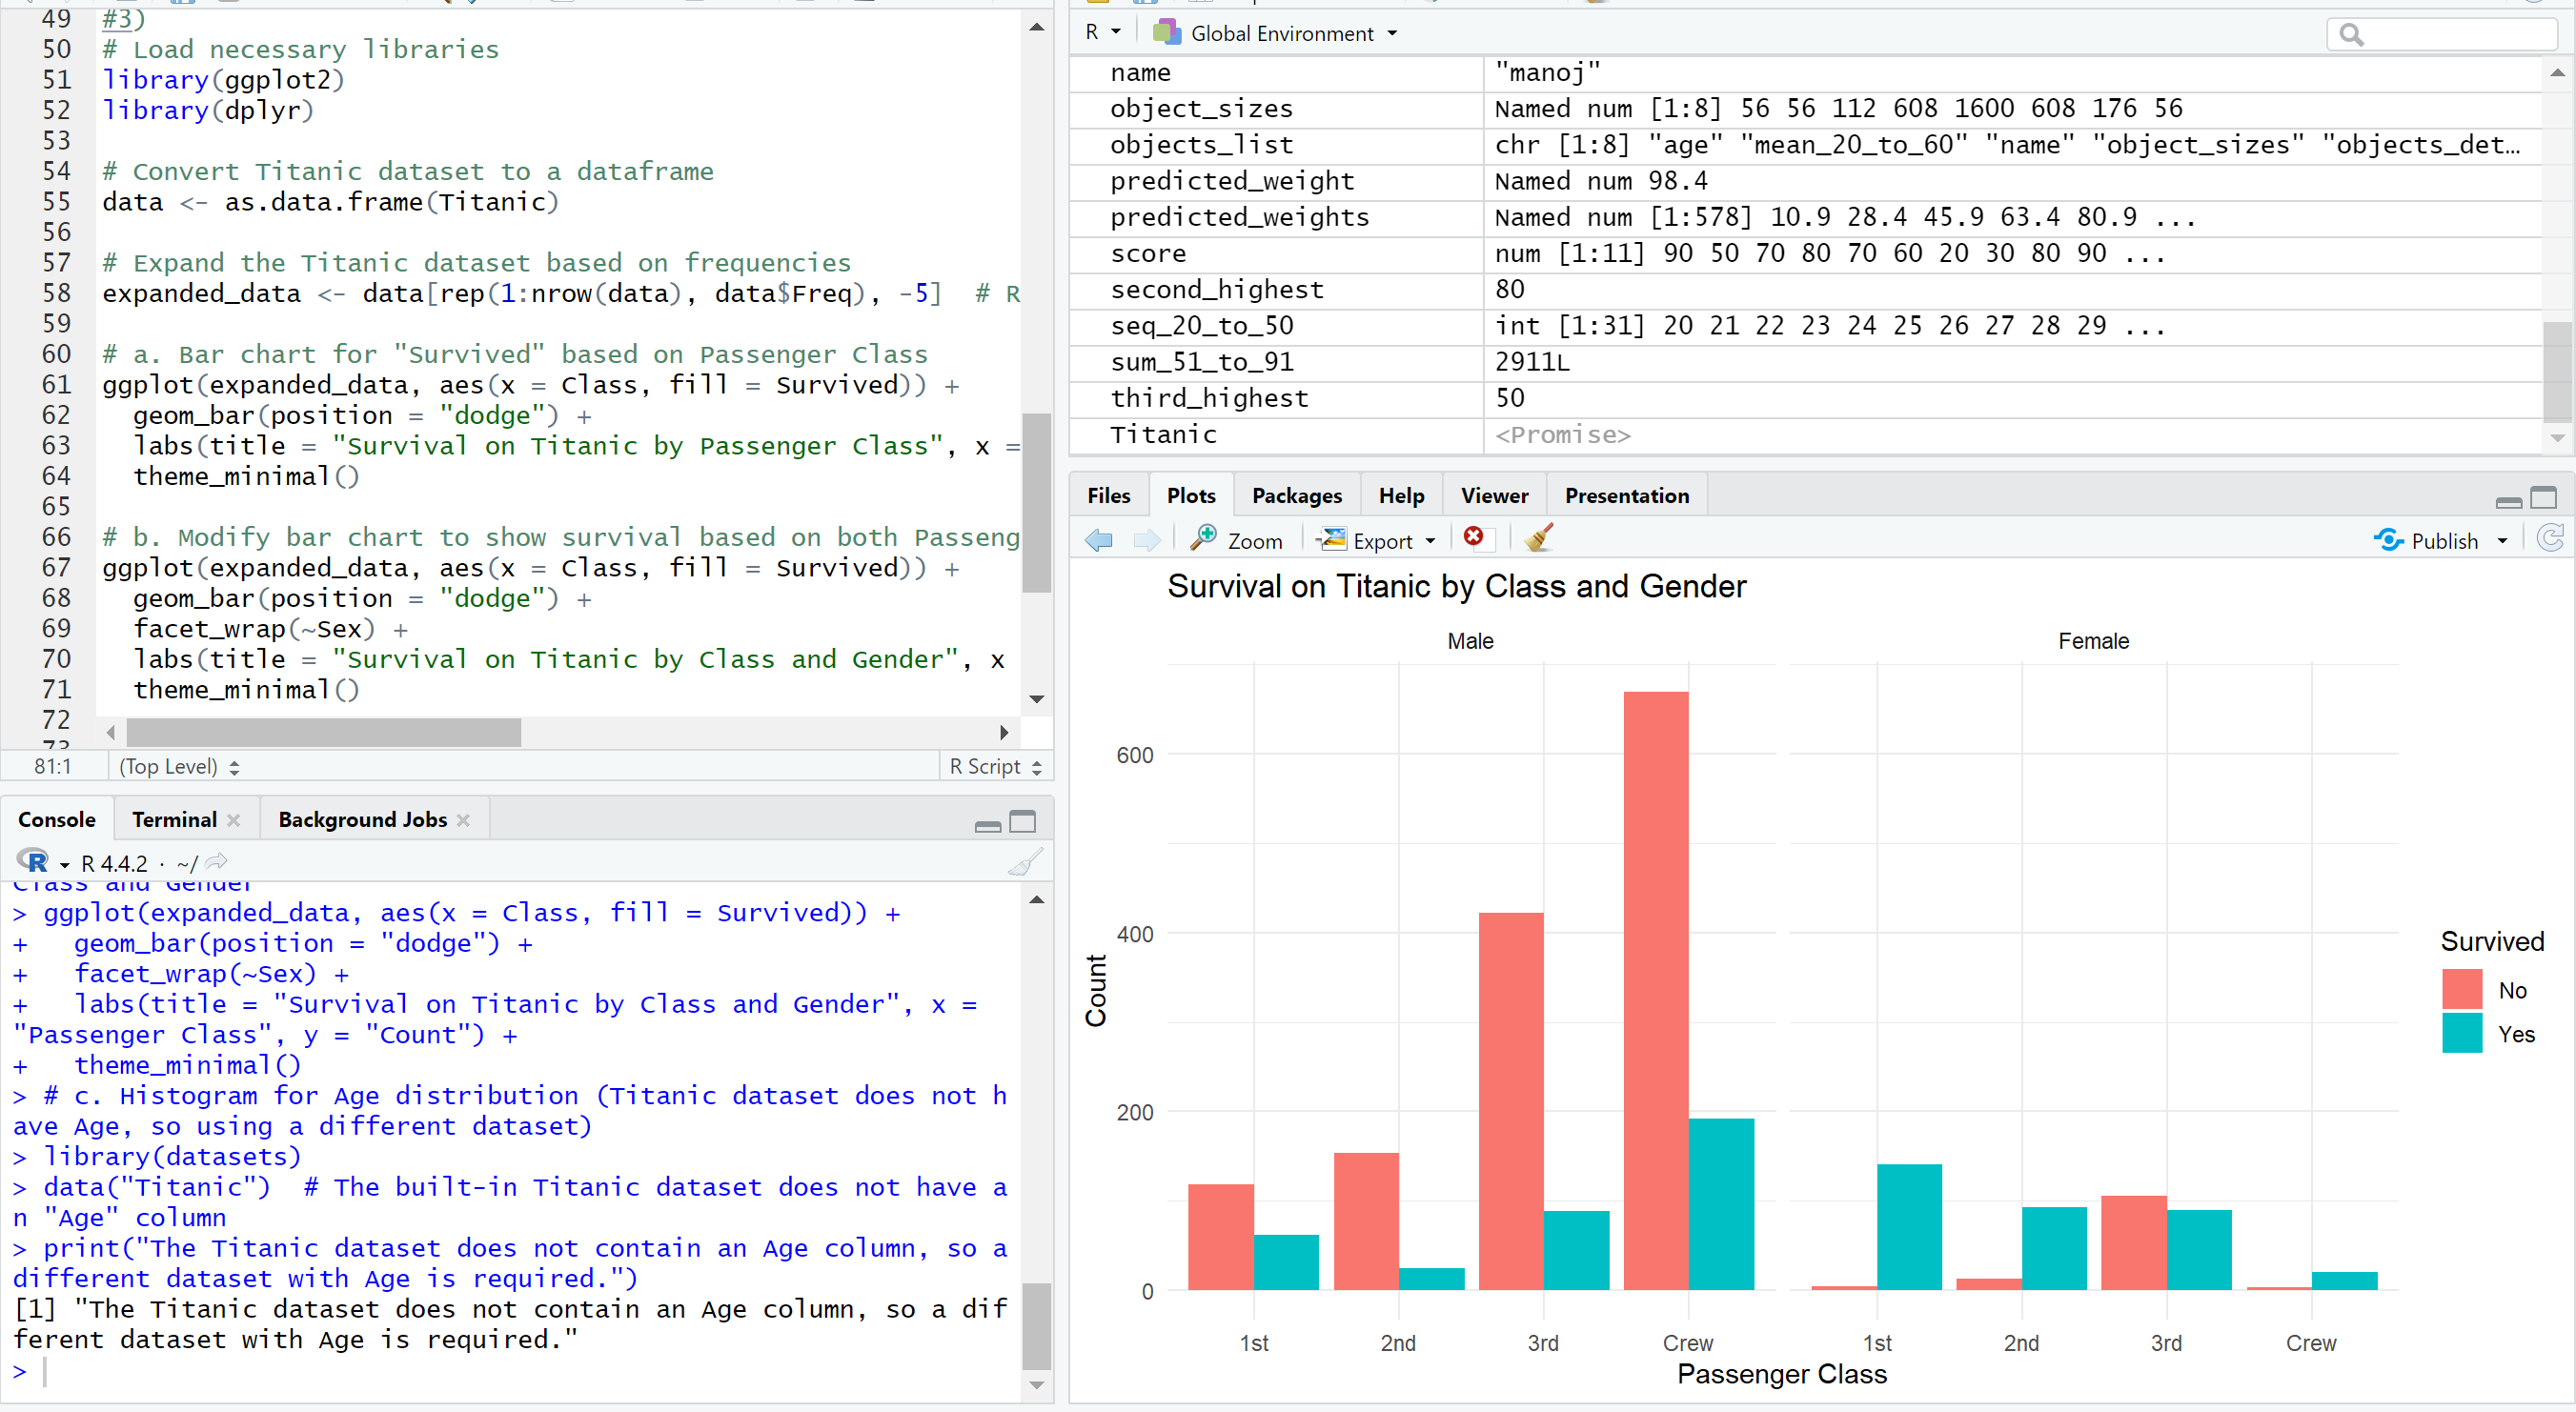 49 #3)
50 # Load necessary libraries
51 library(ggplot2)
52 library(dplyr)
53
54 # Convert Titanic dataset to a dataframe
55 data <- as.data.frame(Titanic)
56
57 # Expand the Titanic dataset based on frequencies
58 expanded_data <- data[rep(1:nrow(data), data$Freq), -5]  # R
59
60 # a. Bar chart for "Survived" based on Passenger Class
61 ggplot(expanded_data, aes(x = Class, fill = Survived)) +
62   geom_bar(position = "dodge") +
63   labs(title = "Survival on Titanic by Passenger Class", x =
64   theme_minimal()
65
66 # b. Modify bar chart to show survival based on both Passeng
67 ggplot(expanded_data, aes(x = Class, fill = Survived)) +
68   geom_bar(position = "dodge") +
69   facet_wrap(~Sex) +
70   labs(title = "Survival on Titanic by Class and Gender", x
71   theme_minimal()
72
73
81:1 (Top Level) R Script
Console Terminal Background Jobs
R R 4.4.2 · ~/
Class and Gender
> ggplot(expanded_data, aes(x = Class, fill = Survived)) +
+   geom_bar(position = "dodge") +
+   facet_wrap(~Sex) +
+   labs(title = "Survival on Titanic by Class and Gender", x =
"Passenger Class", y = "Count") +
+   theme_minimal()
> # c. Histogram for Age distribution (Titanic dataset does not h
ave Age, so using a different dataset)
> library(datasets)
> data("Titanic")  # The built-in Titanic dataset does not have a
n "Age" column
> print("The Titanic dataset does not contain an Age column, so a
different dataset with Age is required.")
[1] "The Titanic dataset does not contain an Age column, so a dif
ferent dataset with Age is required."
>
R Global Environment
name "manoj"
object_sizes Named num [1:8] 56 56 112 608 1600 608 176 56
objects_list chr [1:8] "age" "mean_20_to_60" "name" "object_sizes" "objects_det…
predicted_weight Named num 98.4
predicted_weights Named num [1:578] 10.9 28.4 45.9 63.4 80.9 ...
score num [1:11] 90 50 70 80 70 60 20 30 80 90 ...
second_highest 80
seq_20_to_50 int [1:31] 20 21 22 23 24 25 26 27 28 29 ...
sum_51_to_91 2911L
third_highest 50
Titanic <Promise>
Files Plots Packages Help Viewer Presentation
Zoom Export Publish
Survival on Titanic by Class and Gender
Male Female
600
400
200
0
Count
1st 2nd 3rd Crew 1st 2nd 3rd Crew
Passenger Class
Survived
No
Yes